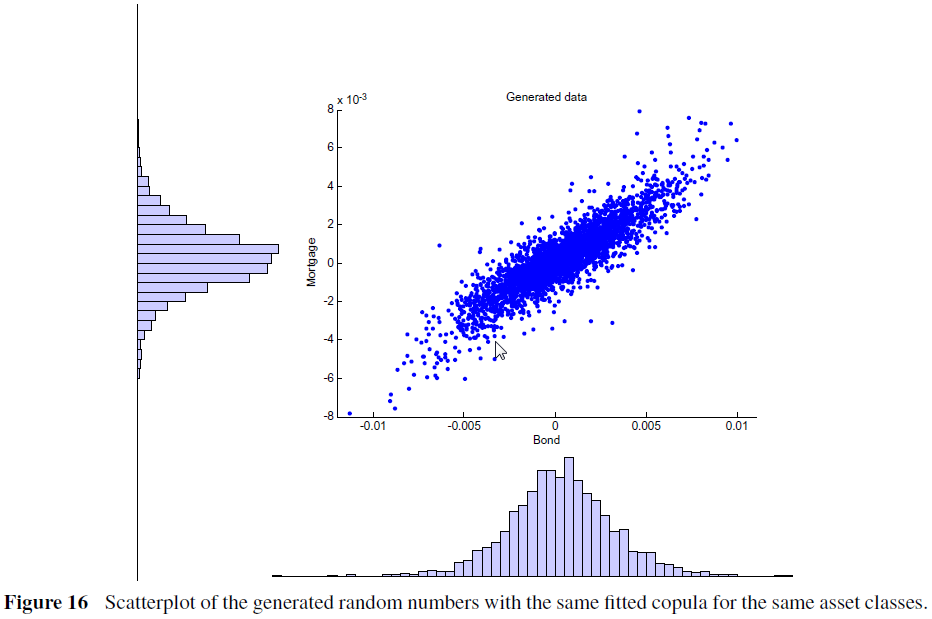 Generated data
x 10-3
8
6
4
2
0
-2
-4
-6
-8
Mortgage
-0.01 -0.005 0 0.005 0.01
Bond
Figure 16 Scatterplot of the generated random numbers with the same fitted copula for the same asset classes.